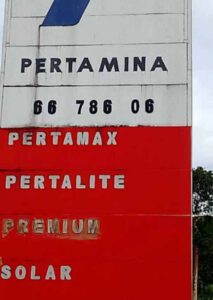 PERTAMINA
66 786 06
PERTAMAX
PERTALITE
PREMIUM
SOLAR